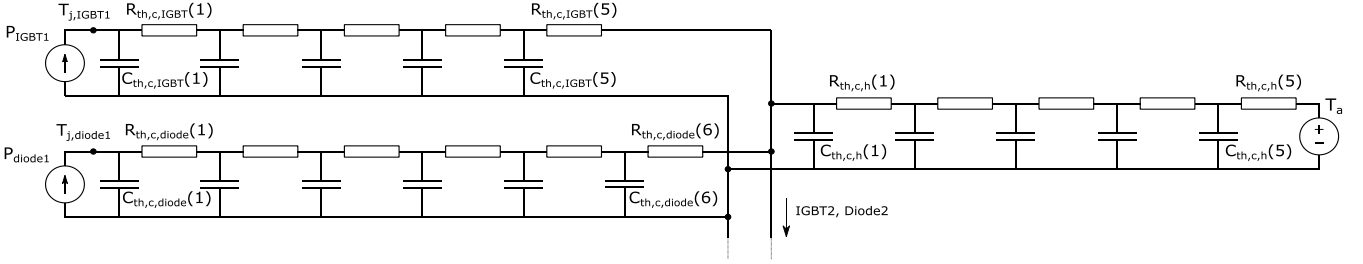 T_j,IGBT1
R_th,c,IGBT(1)
R_th,c,IGBT(5)
P_IGBT1
C_th,c,IGBT(1)
C_th,c,IGBT(5)
R_th,c,h(1)
R_th,c,h(5)
T_a
T_j,diode1
R_th,c,diode(1)
R_th,c,diode(6)
+
−
P_diode1
C_th,c,h(1)
C_th,c,h(5)
C_th,c,diode(1)
C_th,c,diode(6)
IGBT2, Diode2